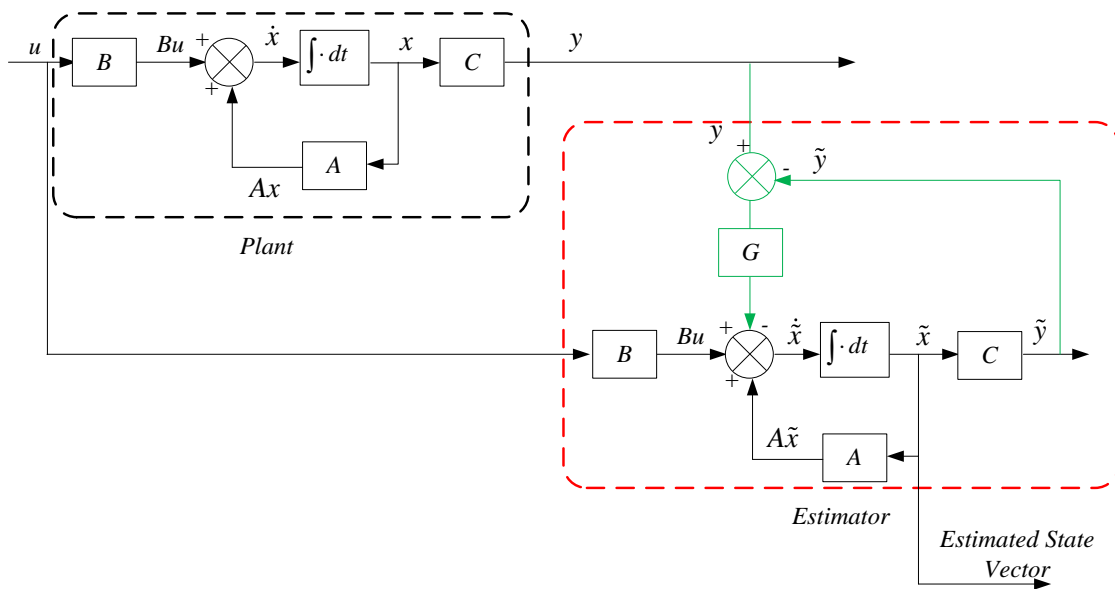 u
B
Bu
+
+
ẋ
∫· dt
x
C
y
A
Ax
Plant
y
+
-
ỹ
G
B
Bu
+
-
+
x̃̇
∫· dt
x̃
C
ỹ
Ax̃
A
Estimator
Estimated State
Vector